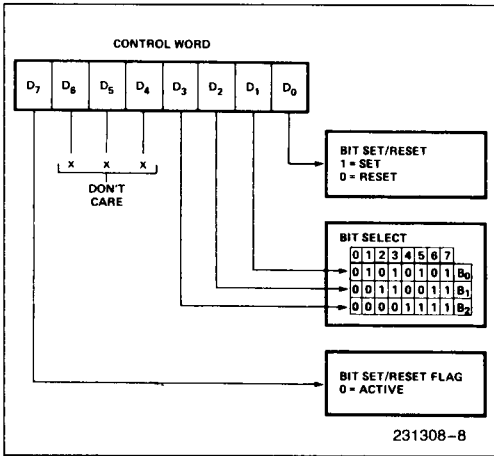 CONTROL WORD
D7 D6 D5 D4 D3 D2 D1 D0
X X X
DON'T
CARE
BIT SET/RESET
1 = SET
0 = RESET
BIT SELECT
0 1 2 3 4 5 6 7
0 1 0 1 0 1 0 1 B0
0 0 1 1 0 0 1 1 B1
0 0 0 0 1 1 1 1 B2
BIT SET/RESET FLAG
0 = ACTIVE
231308-8